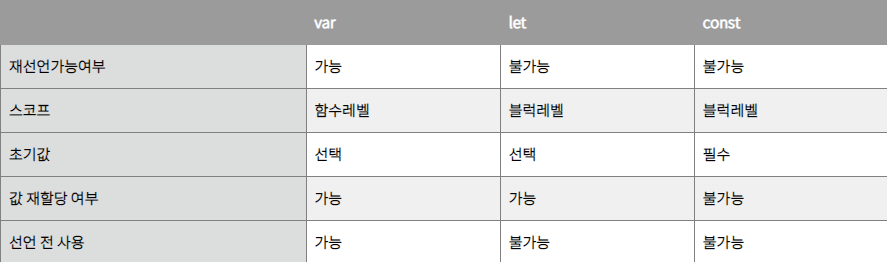 var let const
재선언가능여부 가능 불가능 불가능
스코프 함수레벨 블럭레벨 블럭레벨
초기값 선택 선택 필수
값 재할당 여부 가능 가능 불가능
선언 전 사용 가능 불가능 불가능